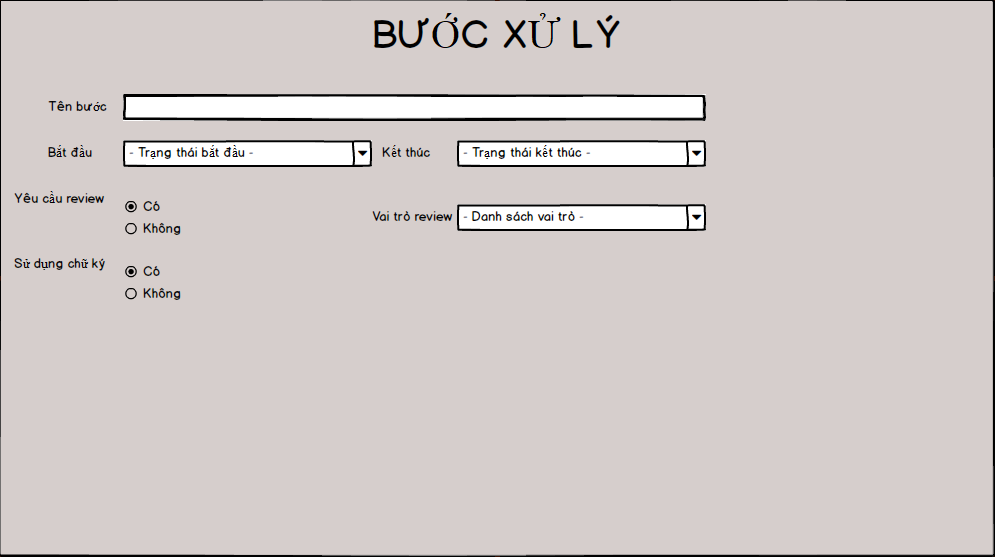 BƯỚC XỬ LÝ
Tên bước
Bắt đầu - Trạng thái bắt đầu - Kết thúc - Trạng thái kết thúc -
Yêu cầu review
Có
Không
Vai trò review - Danh sách vai trò -
Sử dụng chữ ký
Có
Không